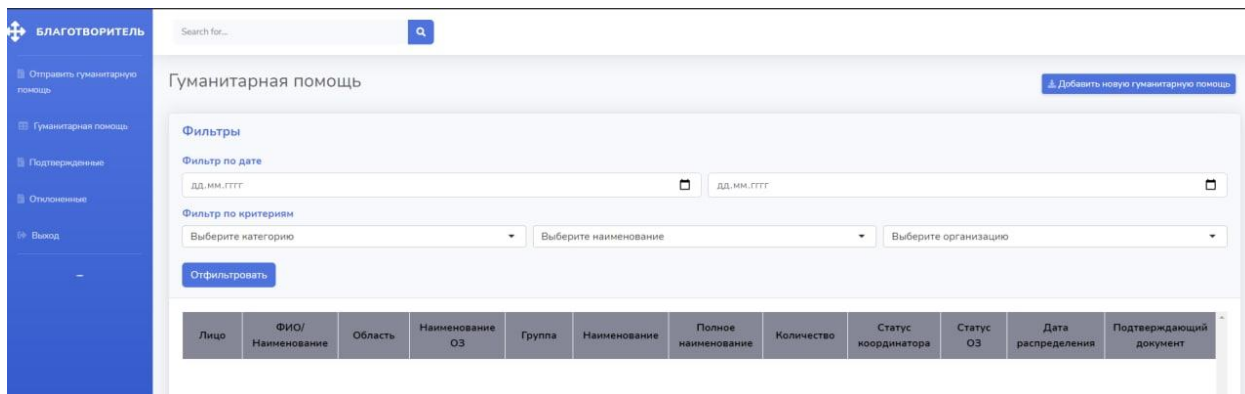 БЛАГОТВОРИТЕЛЬ
Search for...
Отправить гуманитарную
помощь
Гуманитарная помощь
Подтвержденные
Отклоненные
Выход
Гуманитарная помощь
Добавить новую гуманитарную помощь
Фильтры
Фильтр по дате
дд.мм.гггг
дд.мм.гггг
Фильтр по критериям
Выберите категорию
Выберите наименование
Выберите организацию
Отфильтровать
Лицо
ФИО/
Наименование
Область
Наименование
ОЗ
Группа
Наименование
Полное
наименование
Количество
Статус
координатора
Статус
ОЗ
Дата
распределения
Подтверждающий
документ